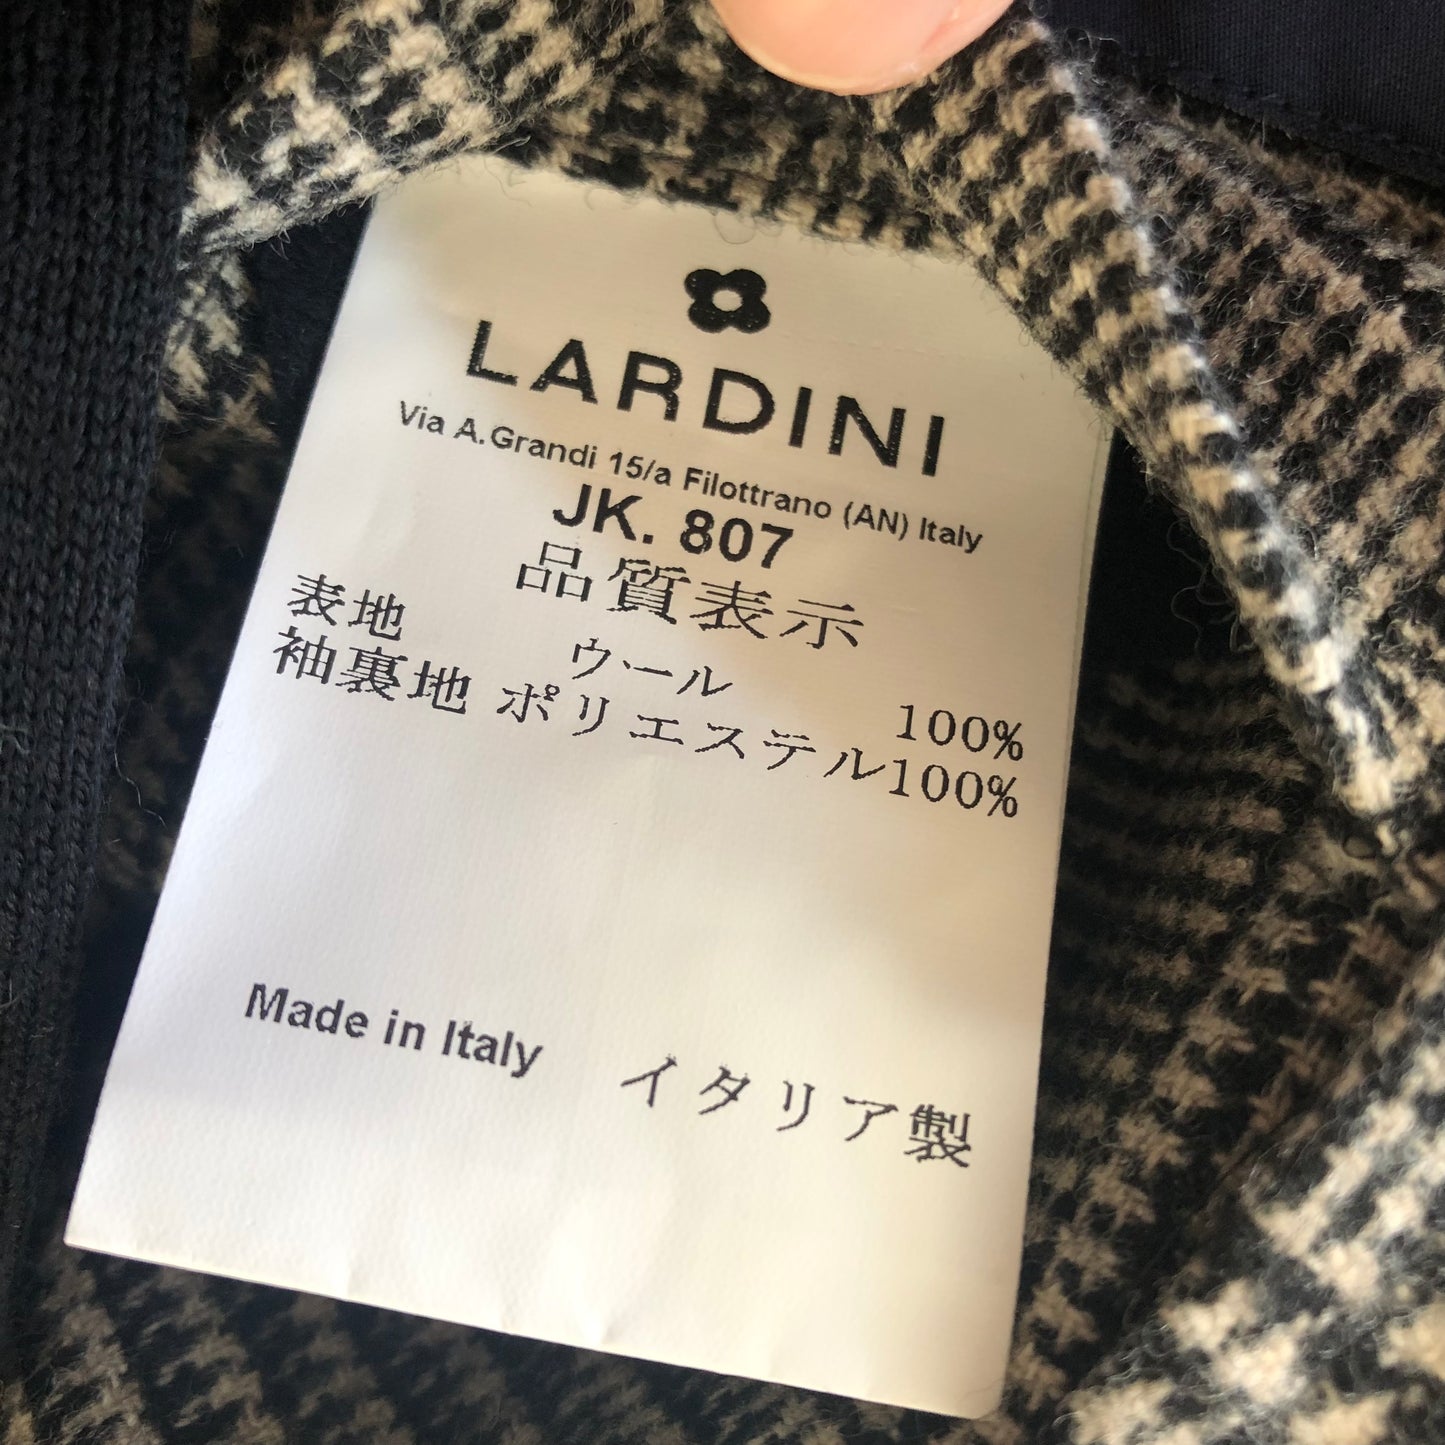 LARDINI
Via A.Grandi 15/a Filottrano (AN) Italy
JK. 807
品質表示
表地 ウール 100%
袖裏地 ポリエステル100%
Made in Italy イタリア製